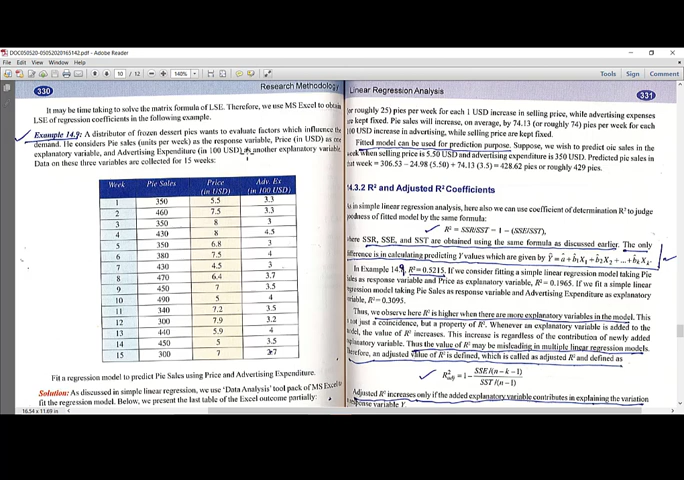 DOC050520-05052020165142.pdf - Adobe Reader
File Edit View Window Help
10 / 12
140%
Tools Sign Comment
330
Research Methodology
It may be time taking to solve the matrix formula of LSE. Therefore, we use MS Excel to obtain
LSE of regression coefficients in the following example.
Example 14.9: A distributor of frozen dessert pies wants to evaluate factors which influence the
demand. He considers Pie sales (units per week) as the response variable, Price (in USD) as one
explanatory variable, and Advertising Expenditure (in 100 USD) as another explanatory variable.
Data on these three variables are collected for 15 weeks:
Week Pie Sales Price (in USD) Adv. Ex (in 100 USD)
1 350 5.5 3.3
2 460 7.5 3.3
3 350 8 3
4 430 8 4.5
5 350 6.8 3
6 380 7.5 4
7 430 4.5 3
8 470 6.4 3.7
9 450 7 3.5
10 490 5 4
11 340 7.2 3.5
12 300 7.9 3.2
13 440 5.9 4
14 450 5 3.5
15 300 7 2.7
Fit a regression model to predict Pie Sales using Price and Advertising Expenditure.
Solution: As discussed in simple linear regression, we use 'Data Analysis' tool pack of MS Excel to
fit the regression model. Below, we present the last table of the Excel outcome partially:
16.54 x 11.69 in
Linear Regression Analysis
331
(or roughly 25) pies per week for each 1 USD increase in selling price, while advertising expenses
are kept fixed. Pie sales will increase, on average, by 74.13 (or roughly 74) pies per week for each
100 USD increase in advertising, while selling price are kept fixed.
Fitted model can be used for prediction purpose. Suppose, we wish to predict pie sales in the
week when selling price is 5.50 USD and advertising expenditure is 350 USD. Predicted pie sales in
that week = 306.53 – 24.98 (5.50) + 74.13 (3.5) = 428.62 pies or roughly 429 pies.
14.3.2 R² and Adjusted R² Coefficients
As in simple linear regression, here also we can use coefficient of determination R² to judge
goodness of fitted model by the same formula:
R² = SSR/SST = 1 – (SSE/SST),
where SSR, SSE, and SST are obtained using the same formula as discussed earlier. The only
difference is in calculating predicting Y values which are given by ŷ = â + b̂₁X₁ + b̂₂X₂ + ... + b̂ₖXₖ.
In Example 14.9, R² = 0.5215. If we consider fitting a simple linear regression model taking Pie
sales as response variable and Price as explanatory variable, R² = 0.1965. If we fit a simple linear
regression model taking Pie Sales as response variable and Advertising Expenditure as explanatory
variable, R² = 0.3095.
Thus, we observe here R² is higher when there are more explanatory variables in the model. This
is not just a coincidence, but a property of R². Whenever an explanatory variable is added to the
model, the value of R² increases. This increase is regardless of the contribution of newly added
explanatory variable. Thus the value of R² may be misleading in multiple linear regression models.
Therefore, an adjusted value of R² is defined, which is called as adjusted R² and defined as
R²adj = 1 – SSE/(n – k – 1) / SST/(n – 1)
Adjusted R² increases only if the added explanatory variable contributes in explaining the variation
response variable Y.